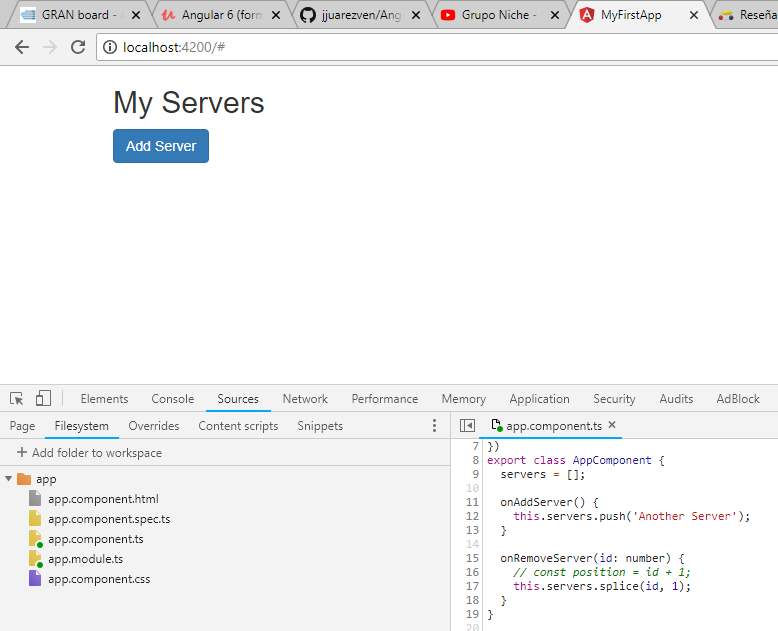 GRAN board - Angular 6 (form jjuarezven/Ang Grupo Niche - MyFirstApp Reseña
localhost:4200/#
My Servers
Add Server
Elements Console Sources Network Performance Memory Application Security Audits AdBlock
Page Filesystem Overrides Content scripts Snippets app.component.ts
+ Add folder to workspace
app
app.component.html
app.component.spec.ts
app.component.ts
app.module.ts
app.component.css
7 })
8 export class AppComponent {
9 servers = [];
10
11 onAddServer() {
12 this.servers.push('Another Server');
13 }
14
15 onRemoveServer(id: number) {
16 // const position = id + 1;
17 this.servers.splice(id, 1);
18 }
19 }
20